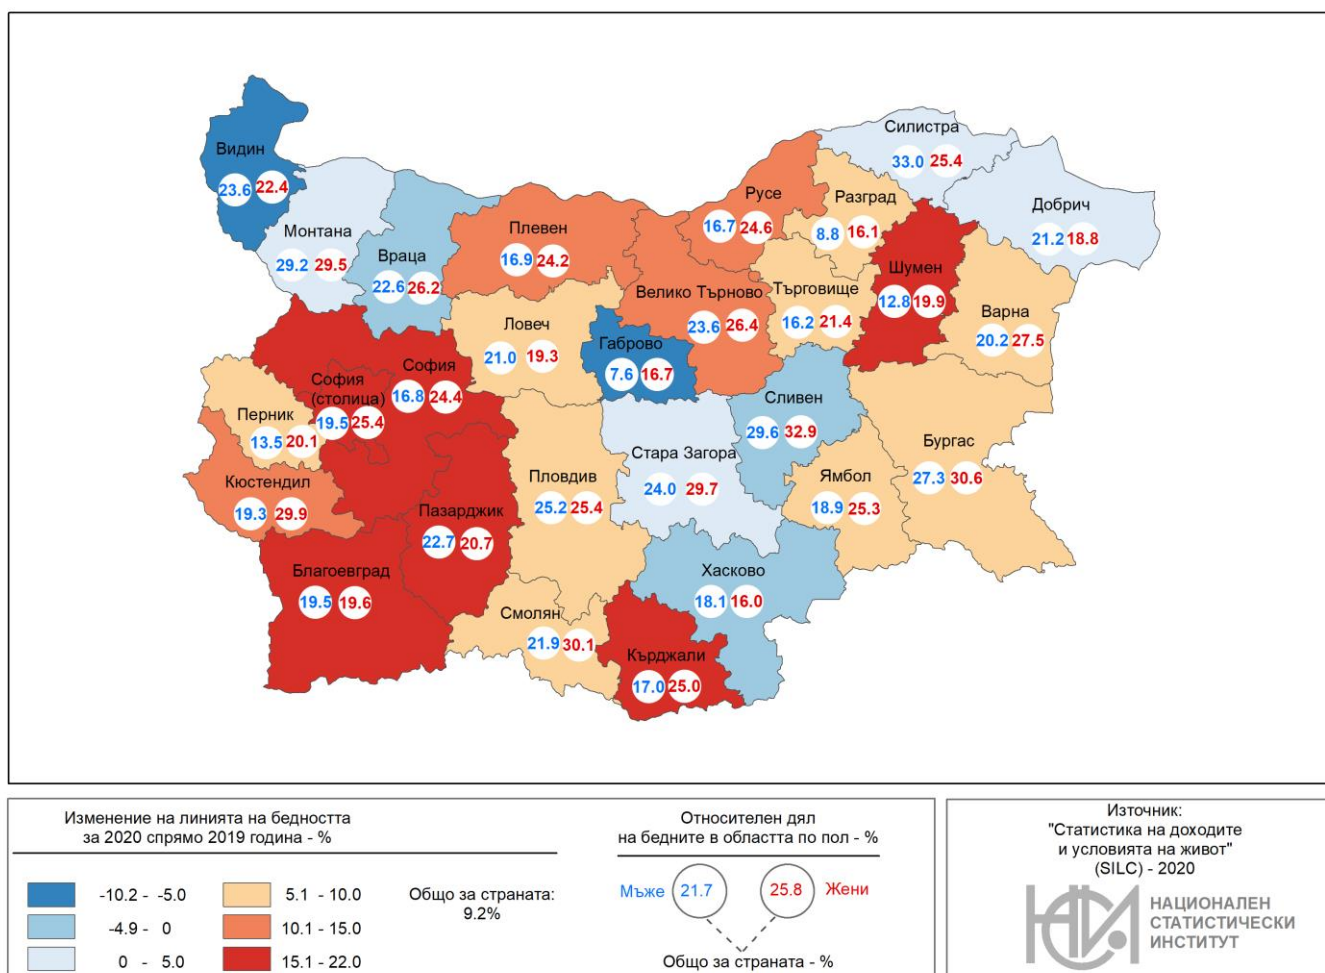 Видин
23.6 22.4
Монтана
29.2 29.5
Враца
22.6 26.2
Плевен
16.9 24.2
Русе
16.7 24.6
Силистра
33.0 25.4
Разград
8.8 16.1
Добрич
21.2 18.8
Шумен
12.8 19.9
Велико Търново
23.6 26.4
Търговище
16.2 21.4
Варна
20.2 27.5
Ловеч
21.0 19.3
Габрово
7.6 16.7
София
16.8 24.4
София
(столица)
19.5 25.4
Перник
13.5 20.1
Сливен
29.6 32.9
Бургас
27.3 30.6
Кюстендил
19.3 29.9
Пловдив
25.2 25.4
Стара Загора
24.0 29.7
Ямбол
18.9 25.3
Пазарджик
22.7 20.7
Благоевград
19.5 19.6
Хасково
18.1 16.0
Смолян
21.9 30.1
Кърджали
17.0 25.0
Изменение на линията на бедността
за 2020 спрямо 2019 година - %
-10.2 - -5.0
-4.9 - 0
0 - 5.0
5.1 - 10.0
10.1 - 15.0
15.1 - 22.0
Общо за страната:
9.2%
Относителен дял
на бедните в областта по пол - %
Мъже 21.7 25.8 Жени
Общо за страната - %
Източник:
"Статистика на доходите
и условията на живот"
(SILC) - 2020
НСИ
НАЦИОНАЛЕН
СТАТИСТИЧЕСКИ
ИНСТИТУТ